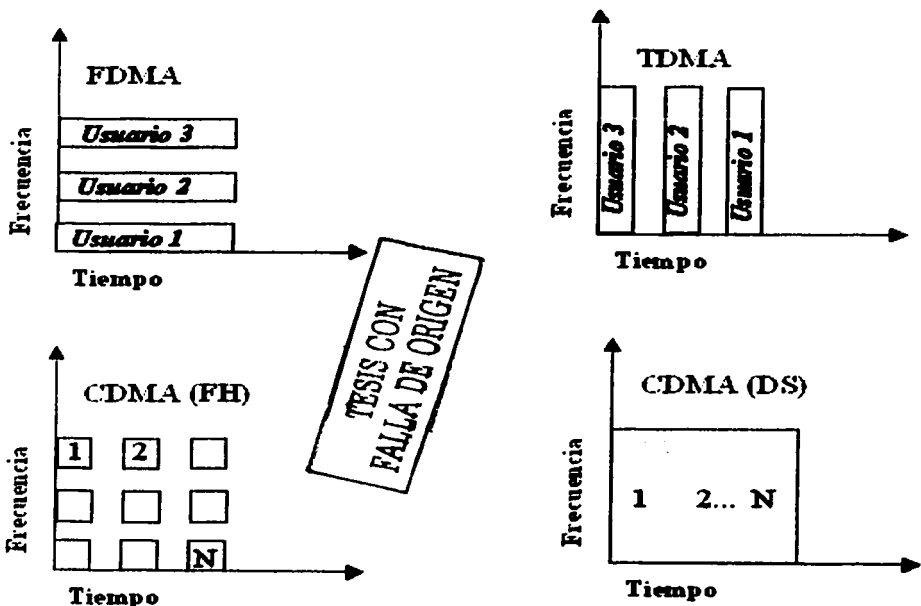 FDMA
Frecuencia
Usuario 3
Usuario 2
Usuario 1
Tiempo
TDMA
Frecuencia
Usuario 3
Usuario 2
Usuario 1
Tiempo
TESIS CON
FALLA DE ORIGEN
CDMA (FH)
Frecuencia
1 2
N
Tiempo
CDMA (DS)
Frecuencia
1 2... N
Tiempo